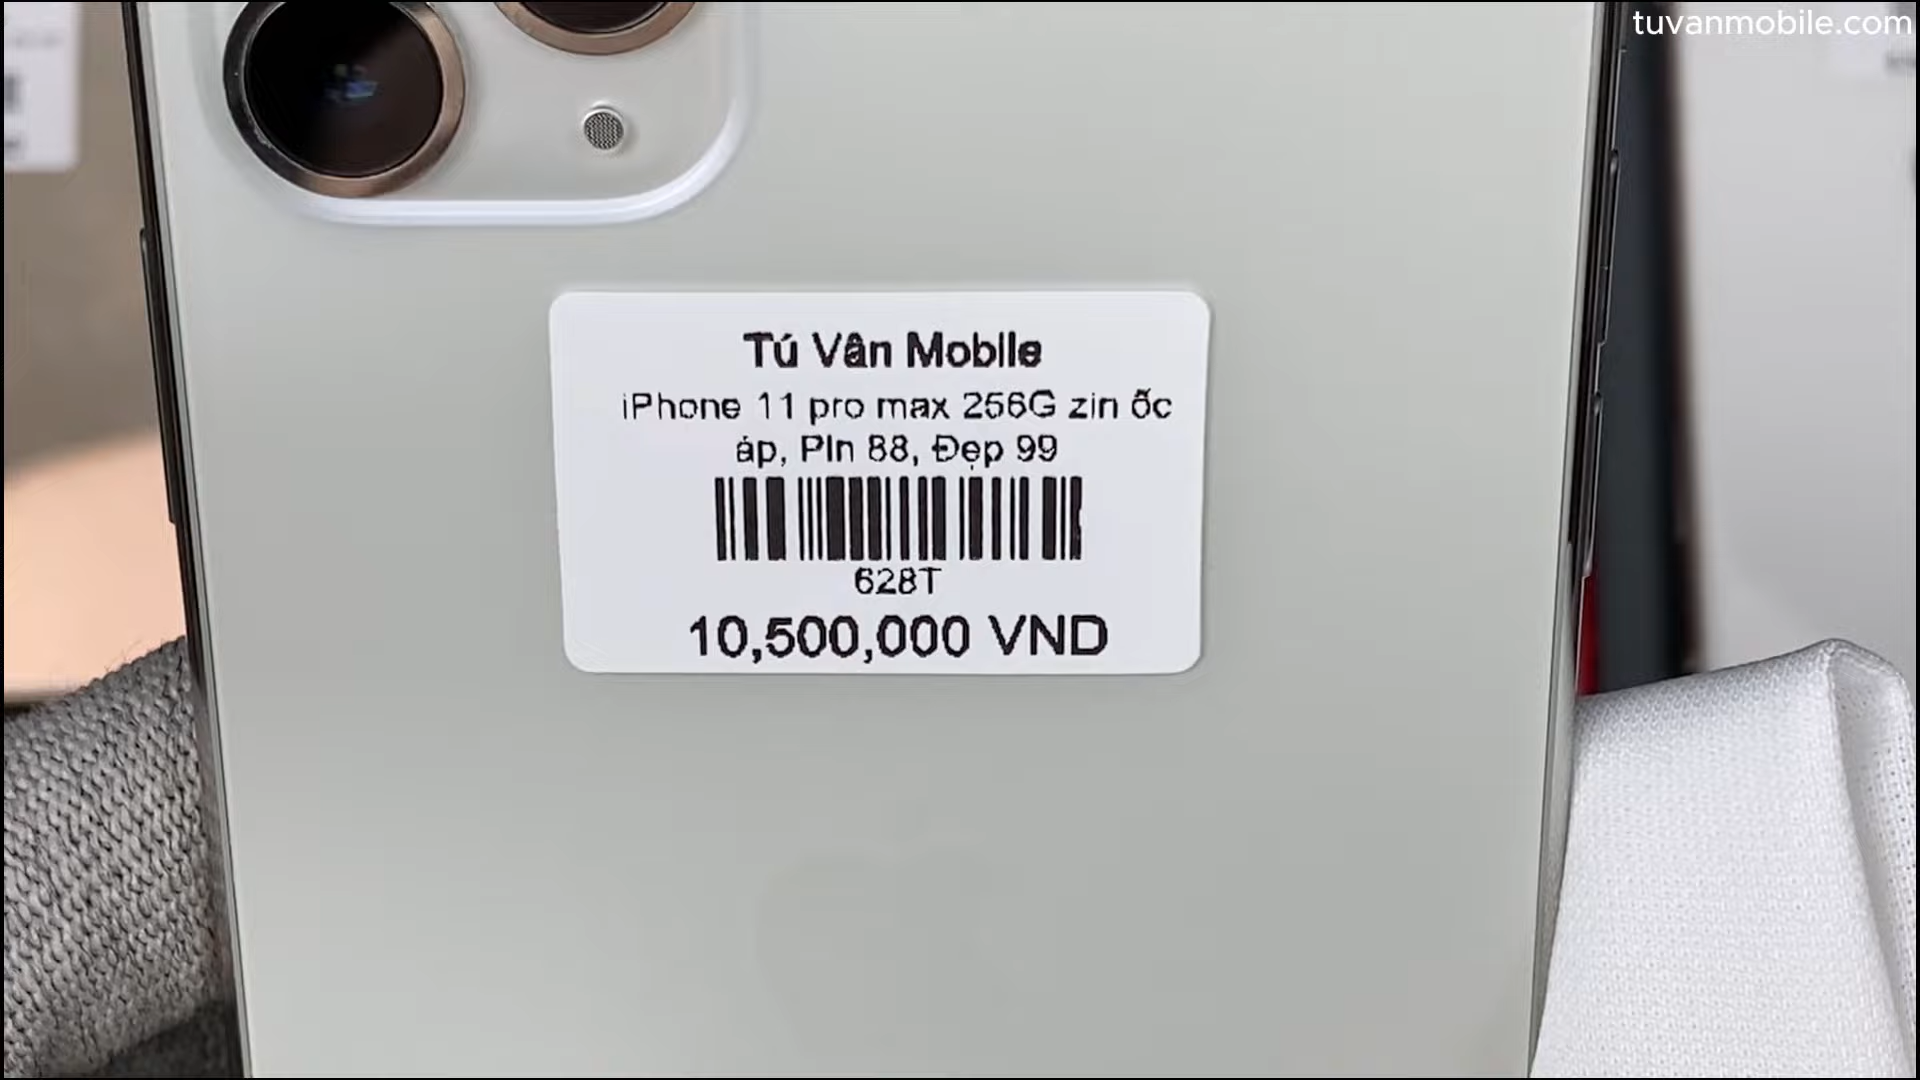 tuvanmobile.com
Tú Vân Mobile
iPhone 11 pro max 256G zin ốc
áp, Pin 88, Đẹp 99
628T
10,500,000 VND